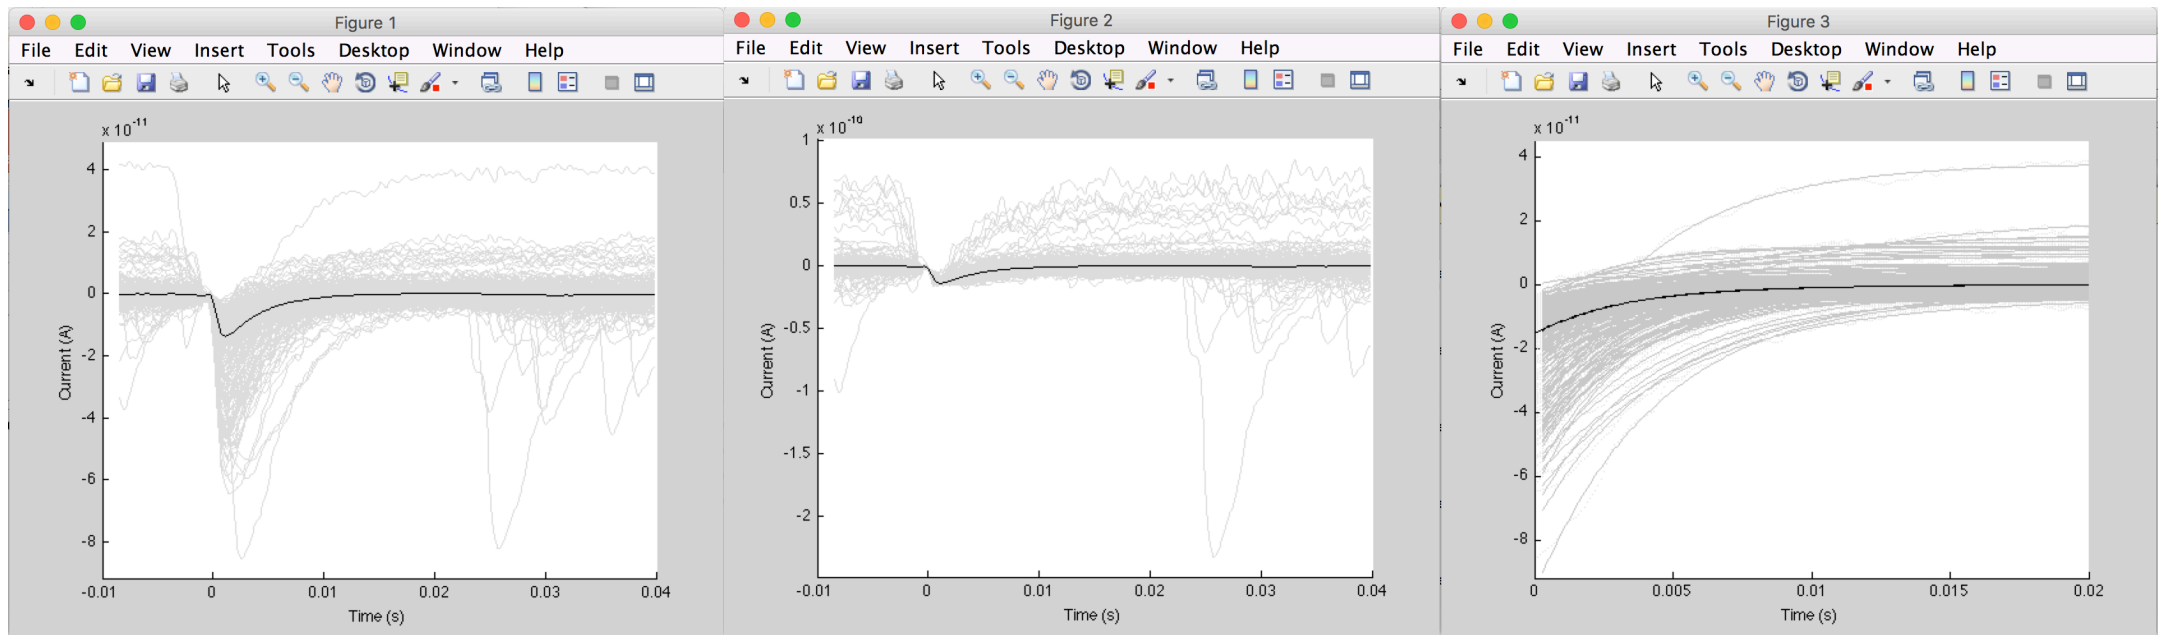 Figure 1
File Edit View Insert Tools Desktop Window Help
x 10-11
4
2
0
-2
-4
-6
-8
Current (A)
-0.01 0 0.01 0.02 0.03 0.04
Time (s)
Figure 2
File Edit View Insert Tools Desktop Window Help
x 10-10
1
0.5
0
-0.5
-1
-1.5
-2
Current (A)
-0.01 0 0.01 0.02 0.03 0.04
Time (s)
Figure 3
File Edit View Insert Tools Desktop Window Help
x 10-11
4
2
0
-2
-4
-6
-8
Current (A)
0 0.005 0.01 0.015 0.02
Time (s)